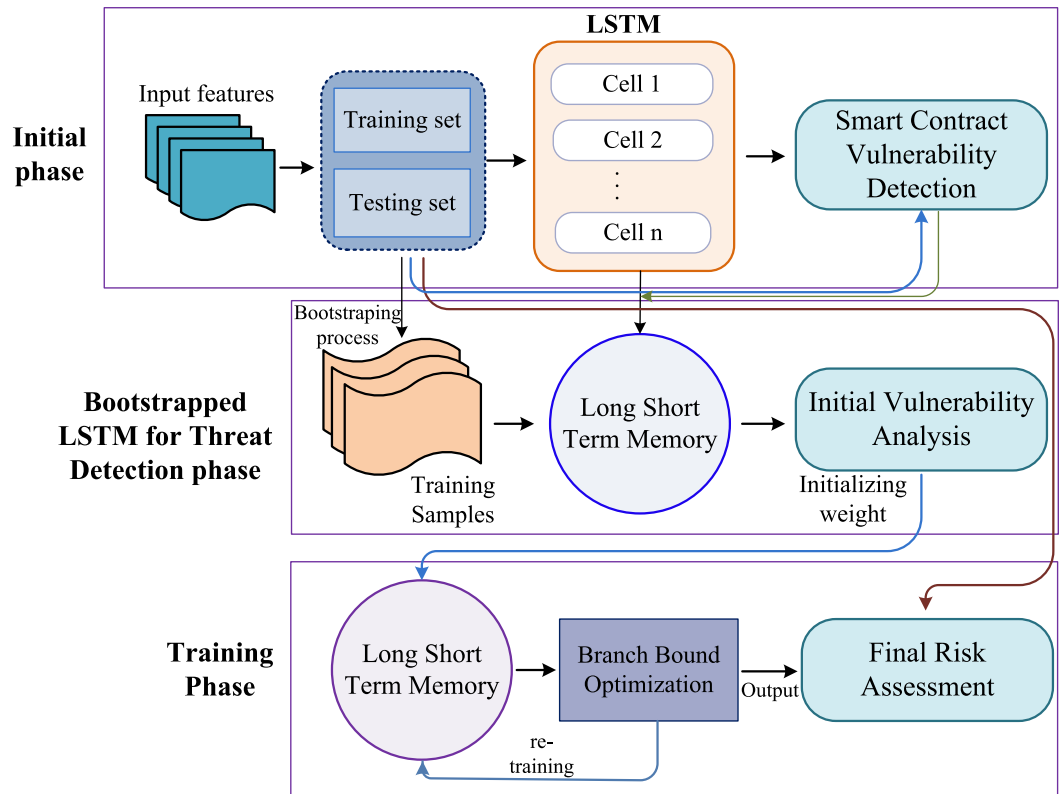 LSTM
Input features
Initial
phase
Training set
Testing set
Cell 1
Cell 2
Cell n
Smart Contract
Vulnerability
Detection
Bootstraping
process
Bootstrapped
LSTM for Threat
Detection phase
Training
Samples
Long Short
Term Memory
Initial Vulnerability
Analysis
Initializing
weight
Training
Phase
Long Short
Term Memory
Branch Bound
Optimization
Output
Final Risk
Assessment
re-
training